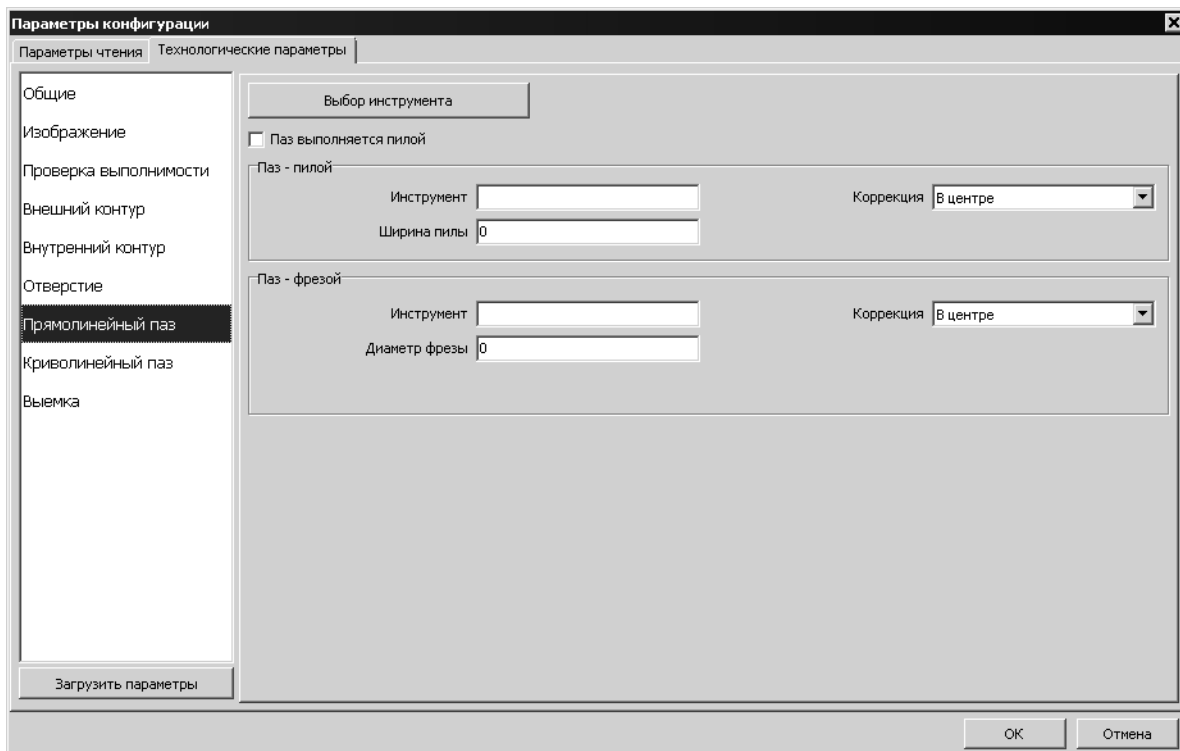 Параметры конфигурации
Параметры чтения Технологические параметры
Общие
Изображение
Проверка выполнимости
Внешний контур
Внутренний контур
Отверстие
Прямолинейный паз
Криволинейный паз
Выемка
Загрузить параметры
Выбор инструмента
Паз выполняется пилой
Паз - пилой
Инструмент Коррекция В центре
Ширина пилы 0
Паз - фрезой
Инструмент Коррекция В центре
Диаметр фрезы 0
ОК Отмена